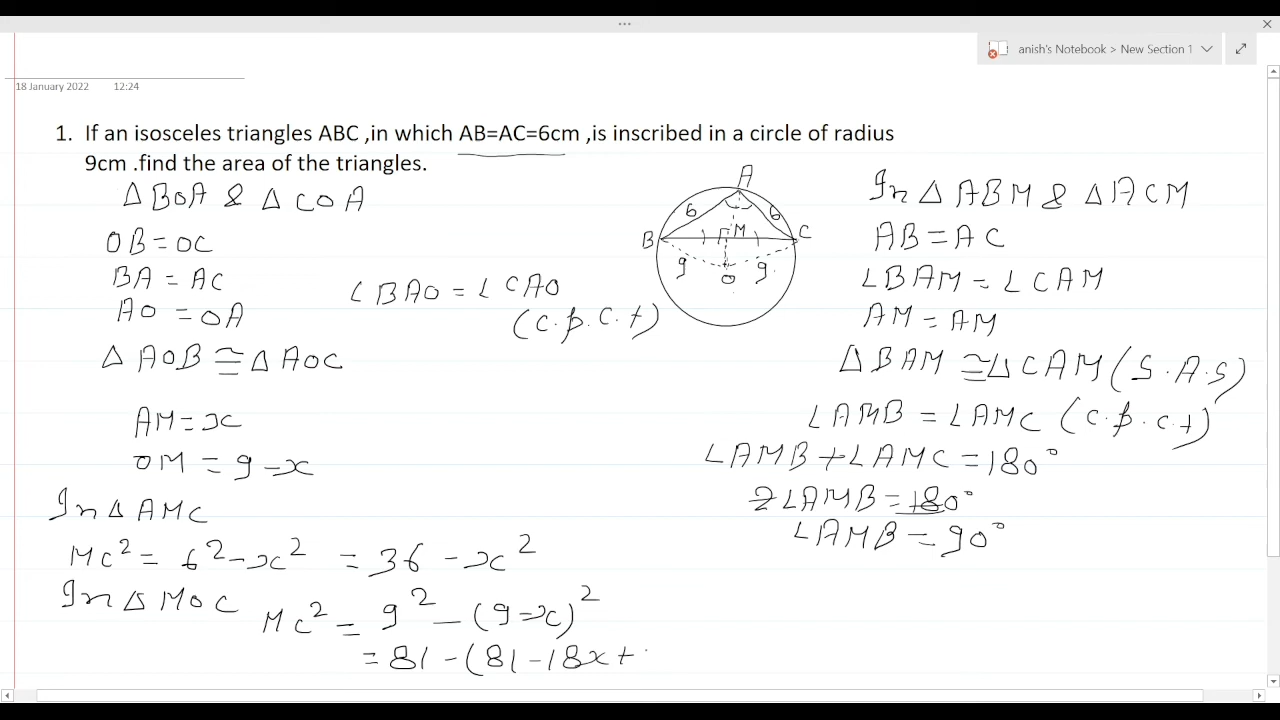 anish's Notebook > New Section 1
18 January 2022 12:24
1. If an isosceles triangles ABC ,in which AB=AC=6cm ,is inscribed in a circle of radius
9cm .find the area of the triangles.
△BOA & △COA
OB=OC
BA=AC
AO=OA
∠BAO=∠CAO
(C.P.C.t)
△AOB≅△AOC
AM=x
OM=9-x
In △AMC
MC²=6²-x²=36-x²
In △MOC
MC²=9²-(9-x)²
=81-(81-18x+
A
6 6
B M C
9 9
O
In △ABM & △ACM
AB=AC
∠BAM=∠CAM
AM=AM
△BAM≅△CAM (S.A.S)
∠AMB=∠AMC (C.P.C.t)
∠AMB+∠AMC=180°
2∠AMB=180°
∠AMB=90°